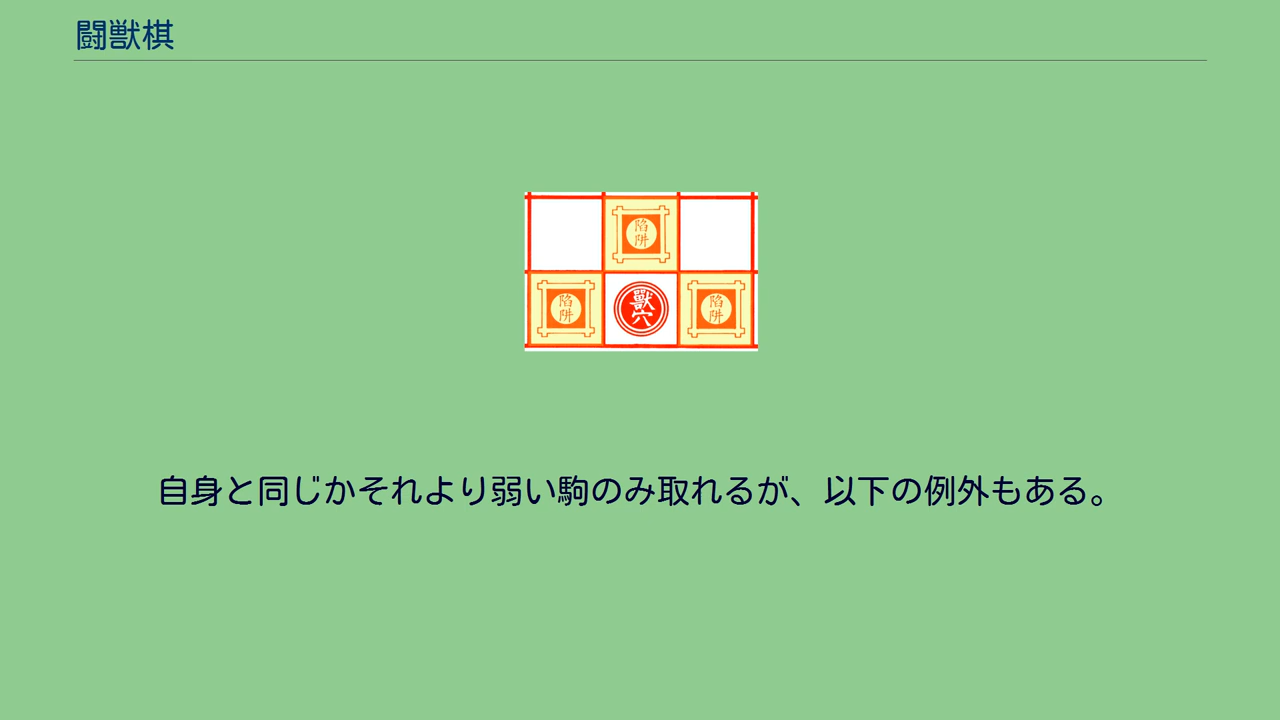 闘獣棋
陷
阱
陷
阱
獸
穴
陷
阱
自身と同じかそれより弱い駒のみ取れるが、以下の例外もある。